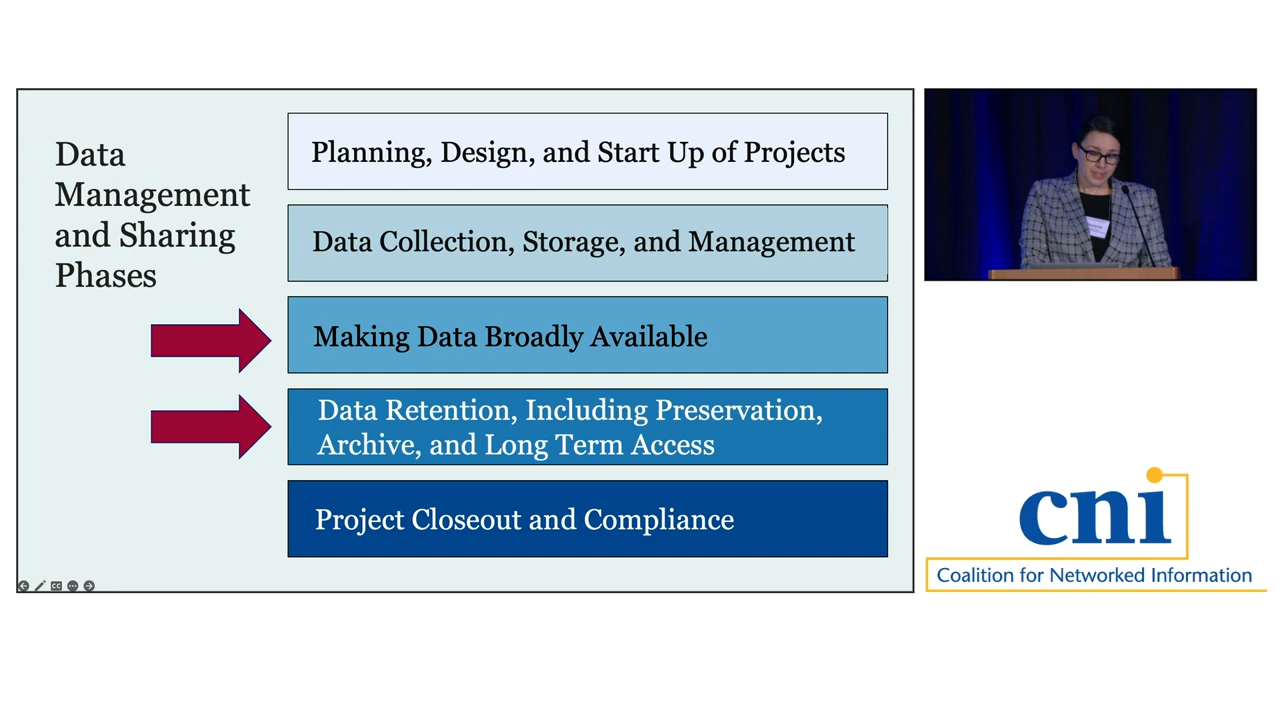 Data
Management
and Sharing
Phases
Planning, Design, and Start Up of Projects
Data Collection, Storage, and Management
Making Data Broadly Available
Data Retention, Including Preservation,
Archive, and Long Term Access
Project Closeout and Compliance
cni
Coalition for Networked Information